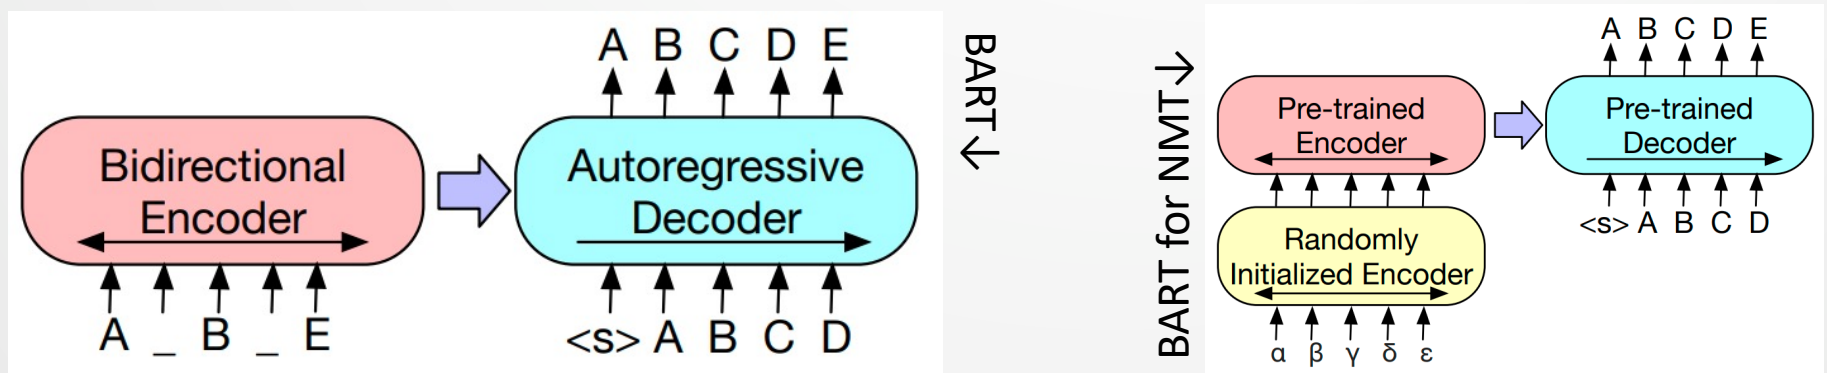 A B C D E
Bidirectional
Encoder
Autoregressive
Decoder
A _ B _ E
<s> A B C D
BART↓
BART for NMT↓
A B C D E
Pre-trained
Encoder
Pre-trained
Decoder
<s> A B C D
Randomly
Initialized Encoder
α β γ δ ε